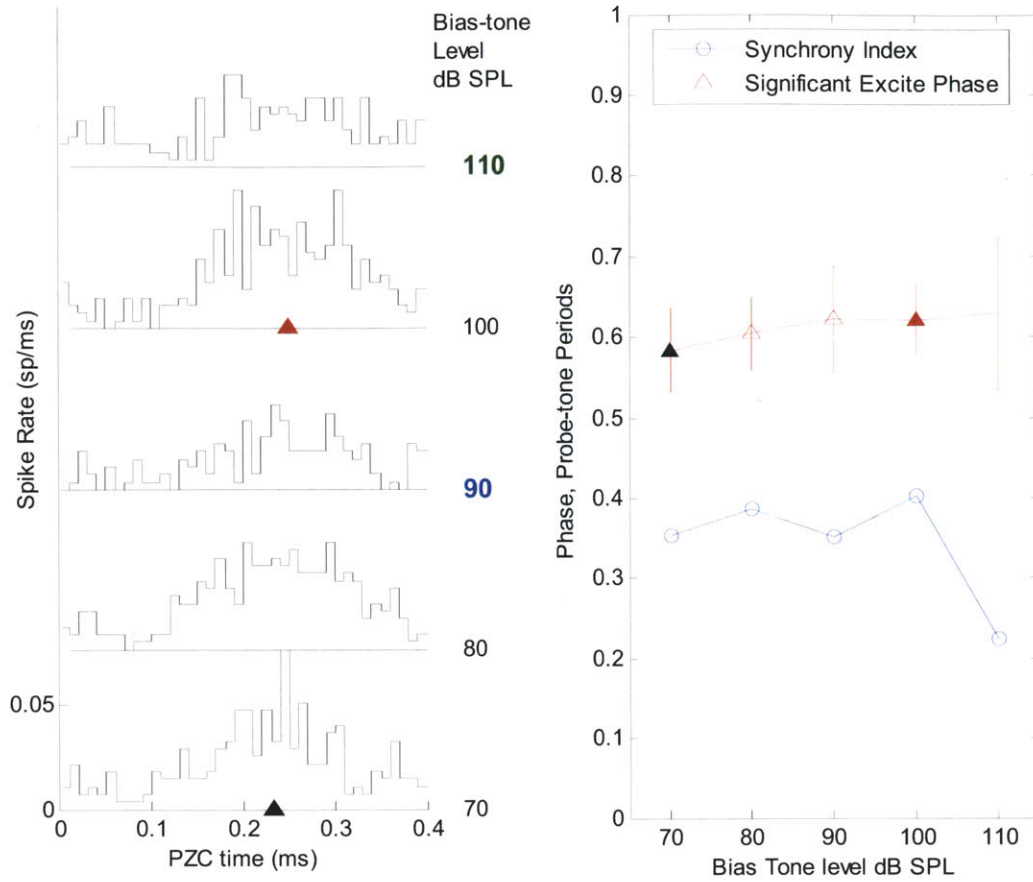 Bias-tone
Level
dB SPL
110
100
90
80
70
Spike Rate (sp/ms)
0.05
0
0 0.1 0.2 0.3 0.4
PZC time (ms)
1
0.9
0.8
0.7
0.6
0.5
0.4
0.3
0.2
0.1
0
Phase, Probe-tone Periods
Synchrony Index
Significant Excite Phase
70 80 90 100 110
Bias Tone level dB SPL